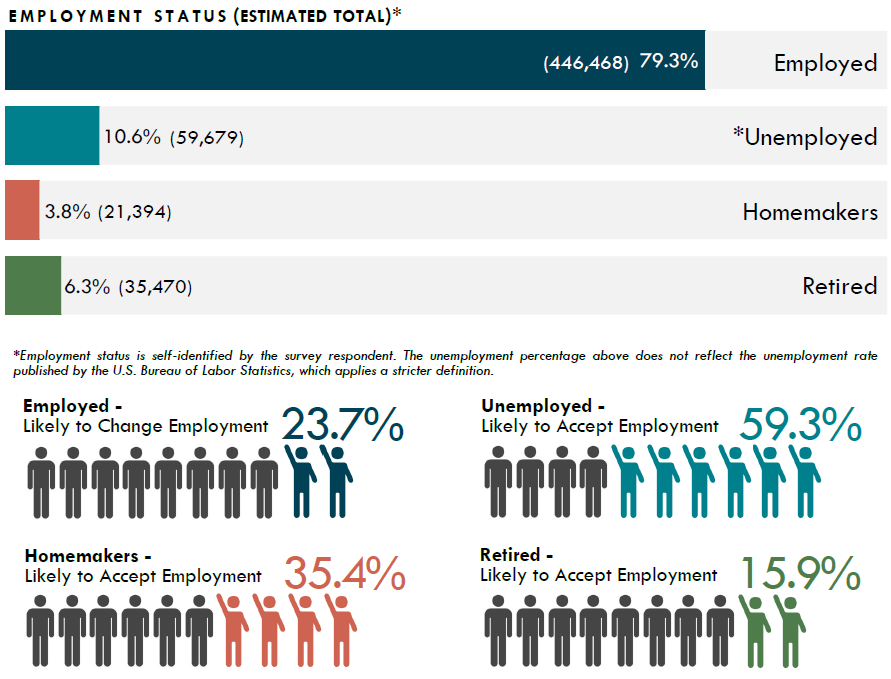 EMPLOYMENT STATUS (ESTIMATED TOTAL)*
(446,468) 79.3% Employed
10.6% (59,679) *Unemployed
3.8% (21,394) Homemakers
6.3% (35,470) Retired
*Employment status is self-identified by the survey respondent. The unemployment percentage above does not reflect the unemployment rate
published by the U.S. Bureau of Labor Statistics, which applies a stricter definition.
Employed -
Likely to Change Employment 23.7%
Unemployed -
Likely to Accept Employment 59.3%
Homemakers -
Likely to Accept Employment 35.4%
Retired -
Likely to Accept Employment 15.9%